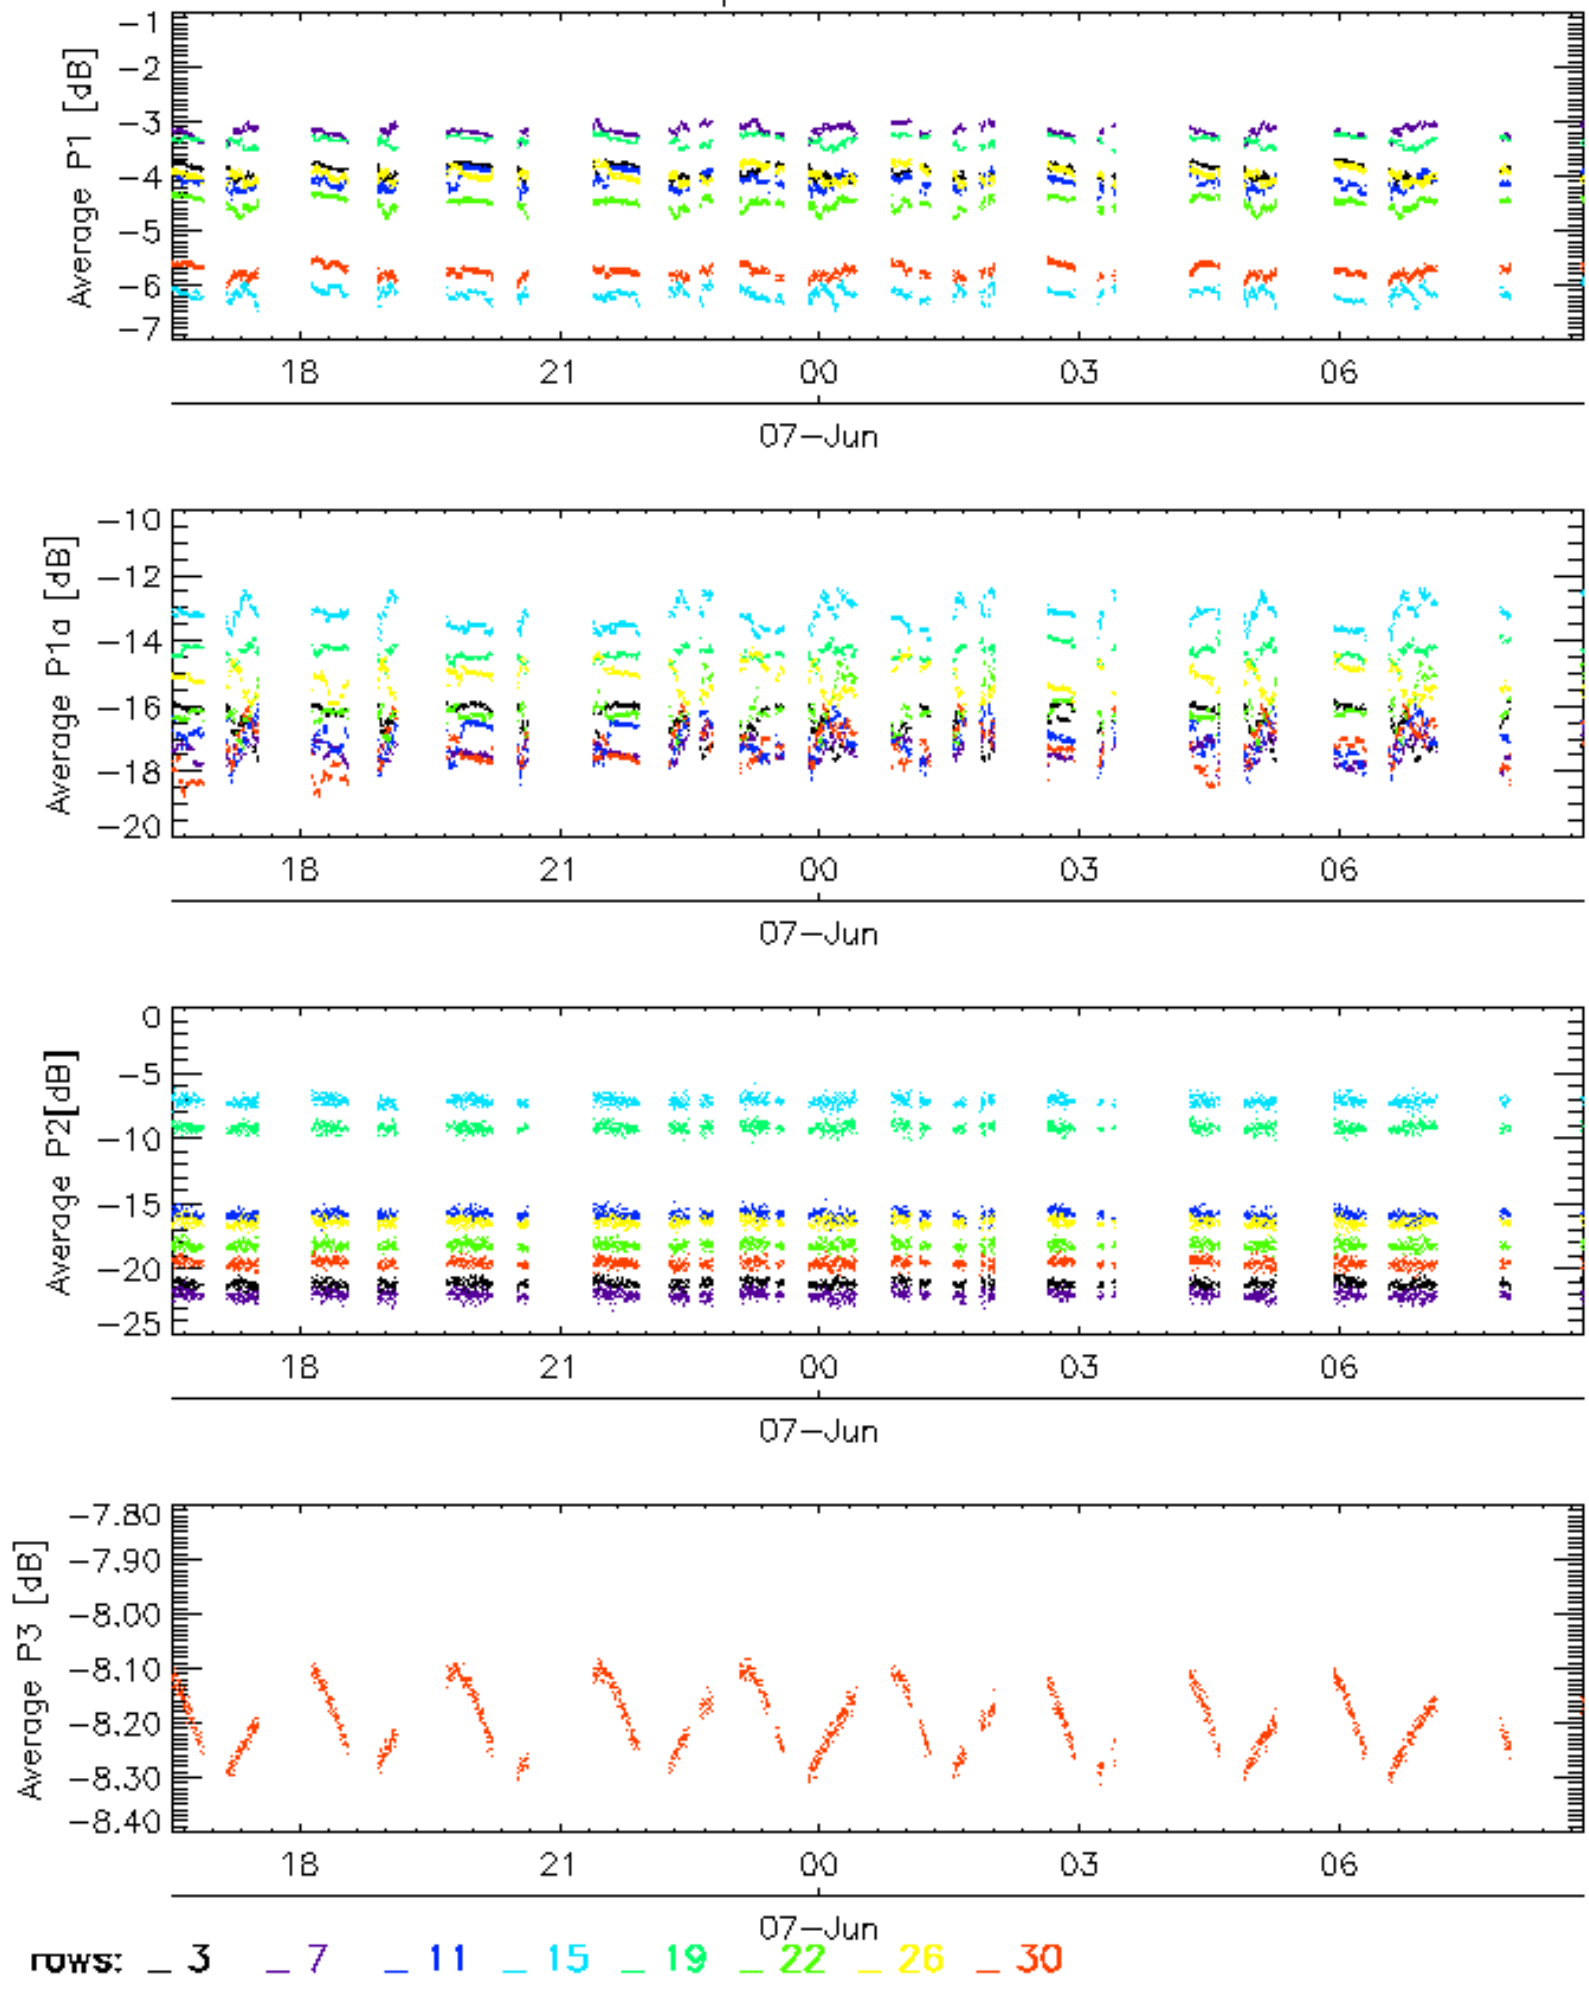 Average P1 [dB]
−1
−2
−3
−4
−5
−6
−7
18 21 00 03 06
07−Jun
Average P1a [dB]
−10
−12
−14
−16
−18
−20
18 21 00 03 06
07−Jun
Average P2[dB]
0
−5
−10
−15
−20
−25
18 21 00 03 06
07−Jun
Average P3 [dB]
−7.80
−7.90
−8.00
−8.10
−8.20
−8.30
−8.40
18 21 00 03 06
07−Jun
rows: _ 3 _ 7 _ 11 _ 15 _ 19 _ 22 _ 26 _ 30